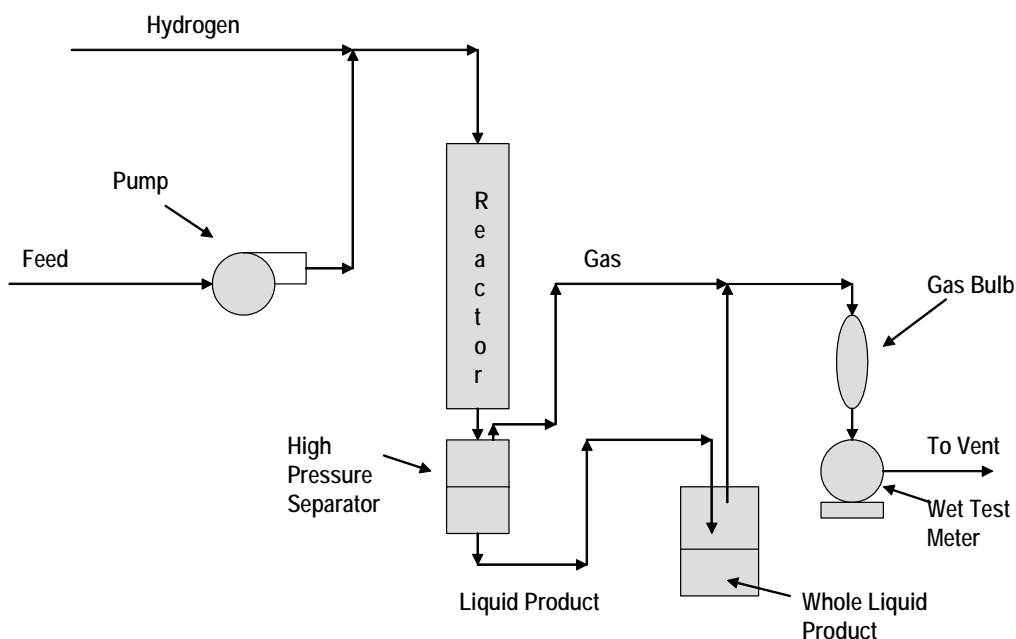 Hydrogen
Pump
Feed
Reactor
Gas
Gas Bulb
High
Pressure
Separator
To Vent
Wet Test
Meter
Liquid Product
Whole Liquid
Product